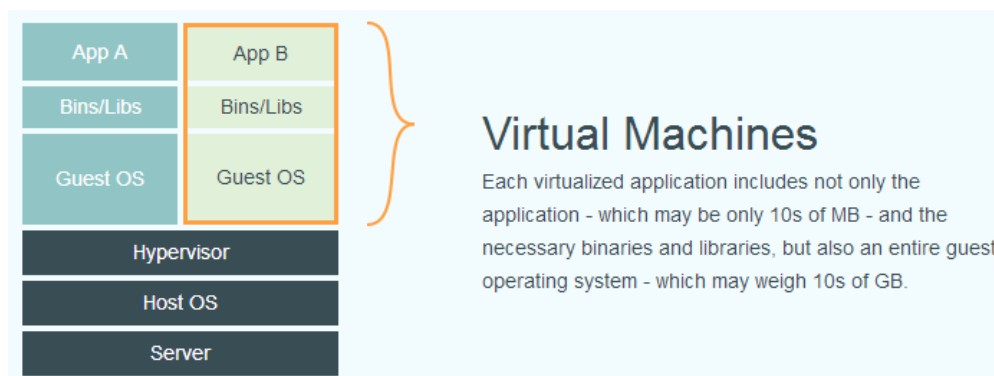 App A
App B
Bins/Libs
Bins/Libs
Guest OS
Guest OS
Hypervisor
Host OS
Server
Virtual Machines
Each virtualized application includes not only the
application - which may be only 10s of MB - and the
necessary binaries and libraries, but also an entire guest
operating system - which may weigh 10s of GB.